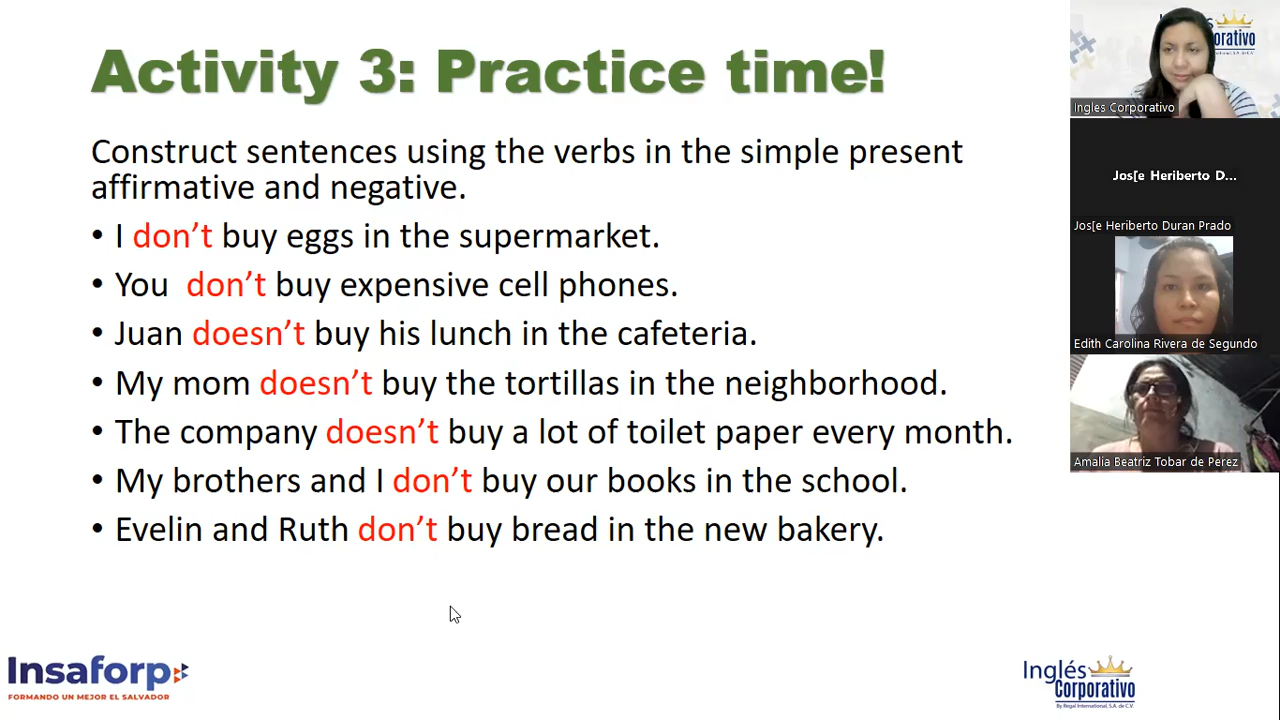 Activity 3: Practice time!
Construct sentences using the verbs in the simple present
affirmative and negative.
• I don’t buy eggs in the supermarket.
• You don’t buy expensive cell phones.
• Juan doesn’t buy his lunch in the cafeteria.
• My mom doesn’t buy the tortillas in the neighborhood.
• The company doesn’t buy a lot of toilet paper every month.
• My brothers and I don’t buy our books in the school.
• Evelin and Ruth don’t buy bread in the new bakery.
Insaforp
FORMANDO UN MEJOR EL SALVADOR
Inglés
Corporativo
By Regal International, S.A. de C.V.
Ingles Corporativo
Jos[e Heriberto D...
Jos[e Heriberto Duran Prado
Edith Carolina Rivera de Segundo
Amalia Beatriz Tobar de Perez